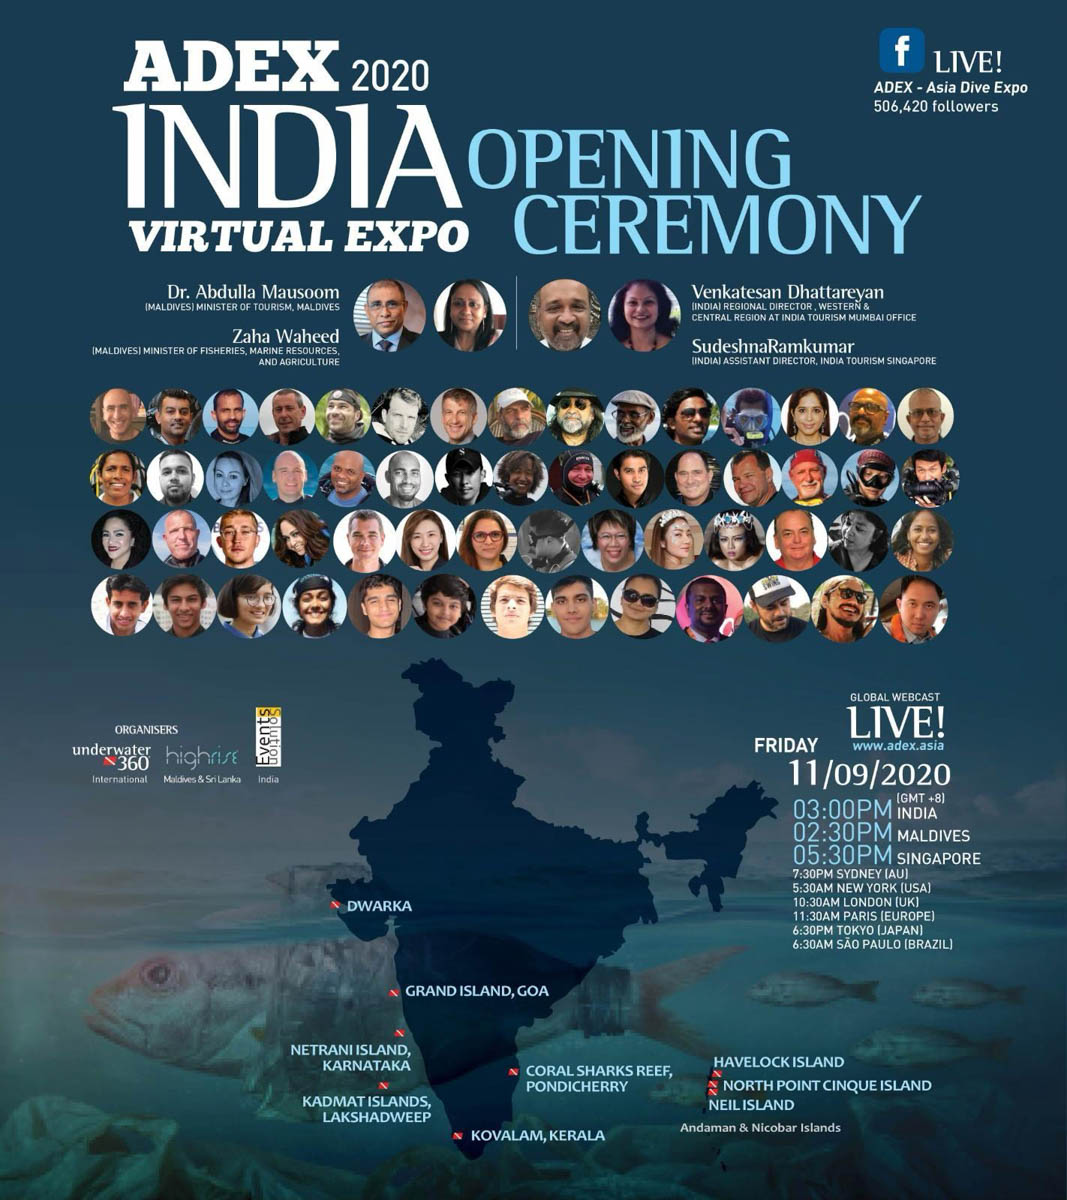 ADEX 2020
INDIA
VIRTUAL EXPO
OPENING
CEREMONY
f LIVE!
ADEX - Asia Dive Expo
506,420 followers
Dr. Abdulla Mausoom
(MALDIVES) MINISTER OF TOURISM, MALDIVES
Zaha Waheed
(MALDIVES) MINISTER OF FISHERIES, MARINE RESOURCES,
AND AGRICULTURE
Venkatesan Dhattareyan
(INDIA) REGIONAL DIRECTOR , WESTERN &
CENTRAL REGION AT INDIA TOURISM MUMBAI OFFICE
SudeshnaRamkumar
(INDIA) ASSISTANT DIRECTOR, INDIA TOURISM SINGAPORE
ORGANISERS
underwater
360°
International
highrise
Maldives & Sri Lanka
Events
Solution
India
GLOBAL WEBCAST
LIVE!
www.adex.asia
FRIDAY
11/09/2020
(GMT +8)
03:00PM INDIA
02:30PM MALDIVES
05:30PM SINGAPORE
7:30PM SYDNEY (AU)
5:30AM NEW YORK (USA)
10:30AM LONDON (UK)
11:30AM PARIS (EUROPE)
6:30PM TOKYO (JAPAN)
6:30AM SÃO PAULO (BRAZIL)
DWARKA
GRAND ISLAND, GOA
NETRANI ISLAND,
KARNATAKA
KADMAT ISLANDS,
LAKSHADWEEP
CORAL SHARKS REEF,
PONDICHERRY
KOVALAM, KERALA
HAVELOCK ISLAND
NORTH POINT CINQUE ISLAND
NEIL ISLAND
Andaman & Nicobar Islands